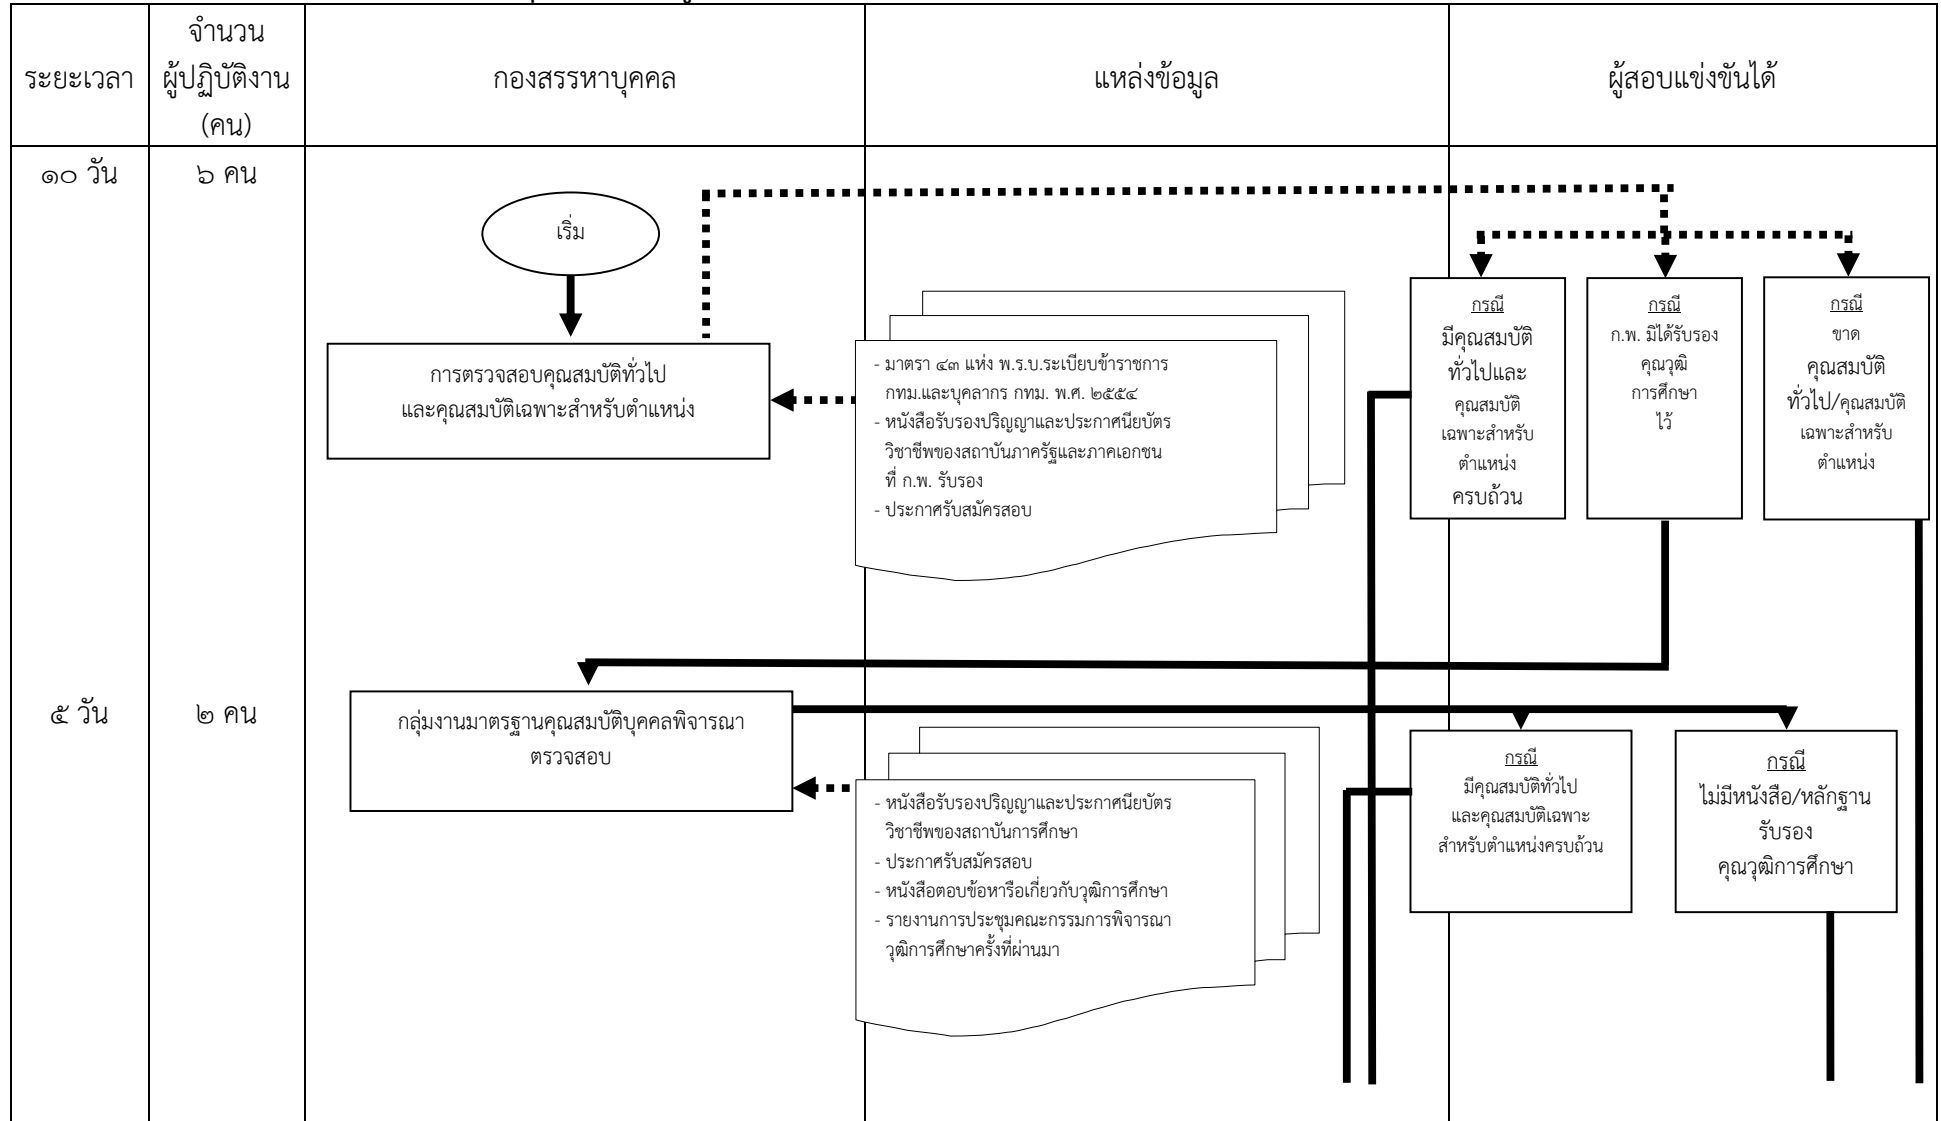 ระยะเวลา
จำนวน
ผู้ปฏิบัติงาน
(คน)
กองสรรหาบุคคล
แหล่งข้อมูล
ผู้สอบแข่งขันได้
๑๐ วัน
๖ คน
เริ่ม
การตรวจสอบคุณสมบัติทั่วไป
และคุณสมบัติเฉพาะสำหรับตำแหน่ง
- มาตรา ๔๓ แห่ง พ.ร.บ.ระเบียบข้าราชการ
กทม.และบุคลากร กทม. พ.ศ. ๒๕๕๔
- หนังสือรับรองปริญญาและประกาศนียบัตร
วิชาชีพของสถาบันภาครัฐและภาคเอกชน
ที่ ก.พ. รับรอง
- ประกาศรับสมัครสอบ
กรณี
มีคุณสมบัติ
ทั่วไปและ
คุณสมบัติ
เฉพาะสำหรับ
ตำแหน่ง
ครบถ้วน
กรณี
ก.พ. มิได้รับรอง
คุณวุฒิ
การศึกษา
ไว้
กรณี
ขาด
คุณสมบัติ
ทั่วไป/คุณสมบัติ
เฉพาะสำหรับ
ตำแหน่ง
๕ วัน
๒ คน
กลุ่มงานมาตรฐานคุณสมบัติบุคคลพิจารณา
ตรวจสอบ
- หนังสือรับรองปริญญาและประกาศนียบัตร
วิชาชีพของสถาบันการศึกษา
- ประกาศรับสมัครสอบ
- หนังสือตอบข้อหารือเกี่ยวกับวุฒิการศึกษา
- รายงานการประชุมคณะกรรมการพิจารณา
วุฒิการศึกษาครั้งที่ผ่านมา
กรณี
มีคุณสมบัติทั่วไป
และคุณสมบัติเฉพาะ
สำหรับตำแหน่งครบถ้วน
กรณี
ไม่มีหนังสือ/หลักฐาน
รับรอง
คุณวุฒิการศึกษา